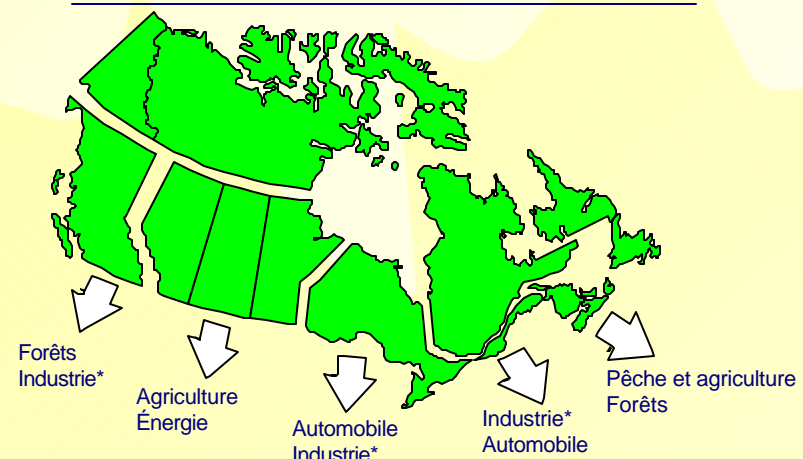 Forêts
Industrie*
Agriculture
Énergie
Automobile
Industrie*
Industrie*
Automobile
Pêche et agriculture
Forêts